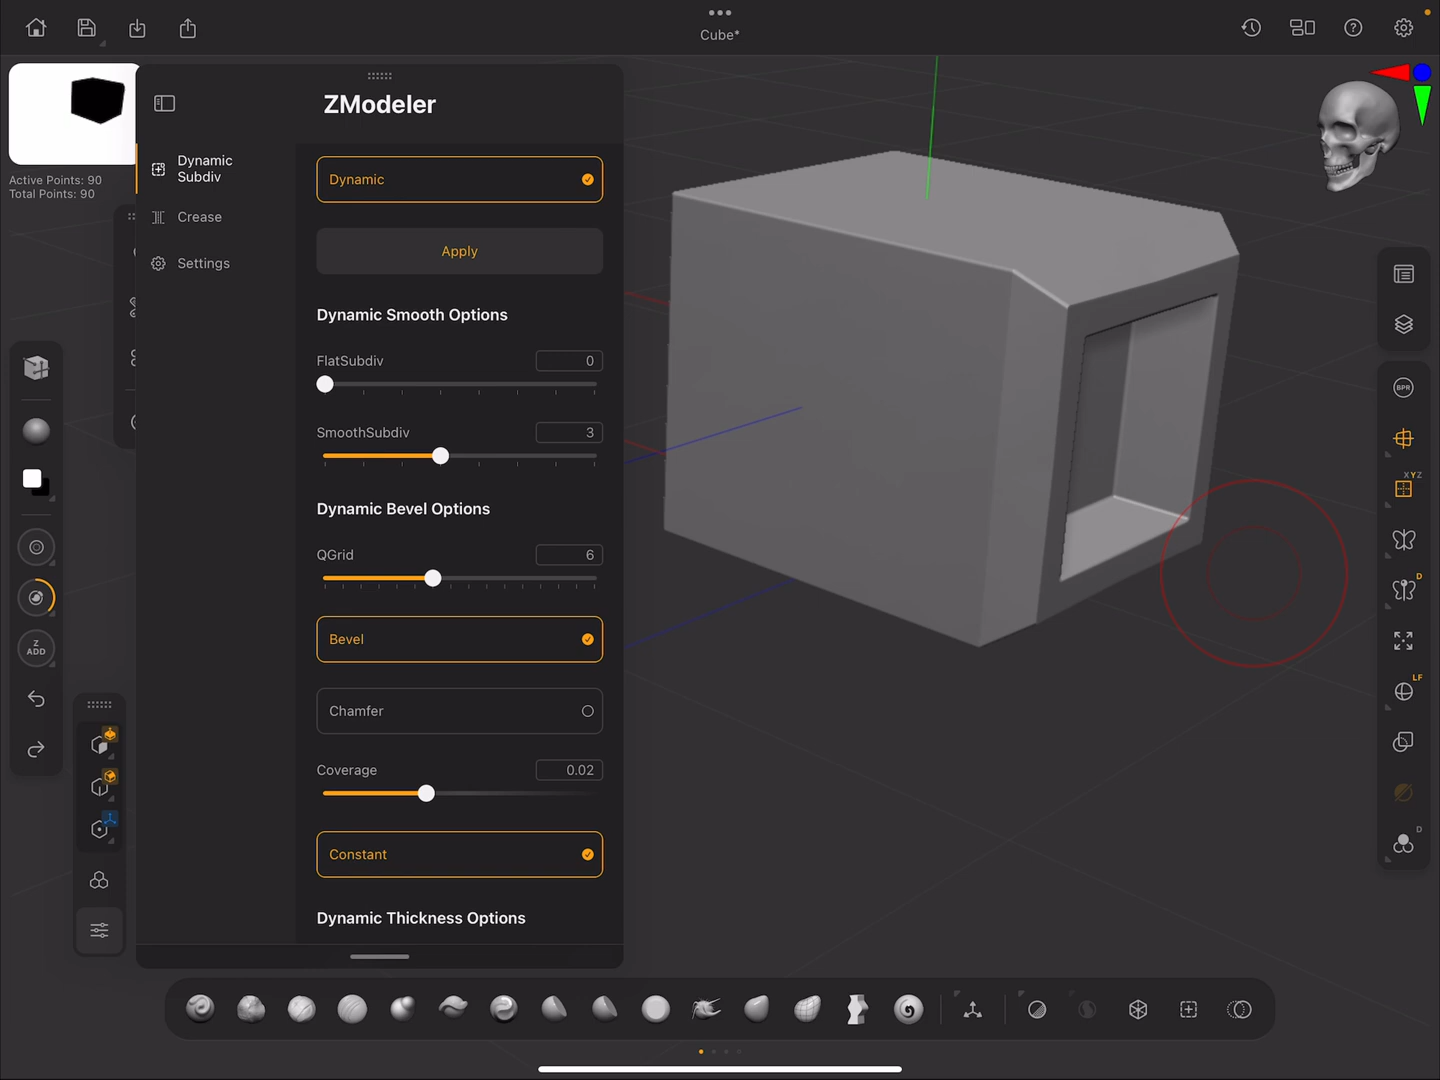 Cube*
ZModeler
Active Points: 90
Total Points: 90
Dynamic
Subdiv
Crease
Settings
Dynamic
Apply
Dynamic Smooth Options
FlatSubdiv 0
SmoothSubdiv 3
Dynamic Bevel Options
QGrid 6
Bevel
Chamfer
Coverage 0.02
Constant
Dynamic Thickness Options
Z
ADD
BPR
XYZ
D
LF
D